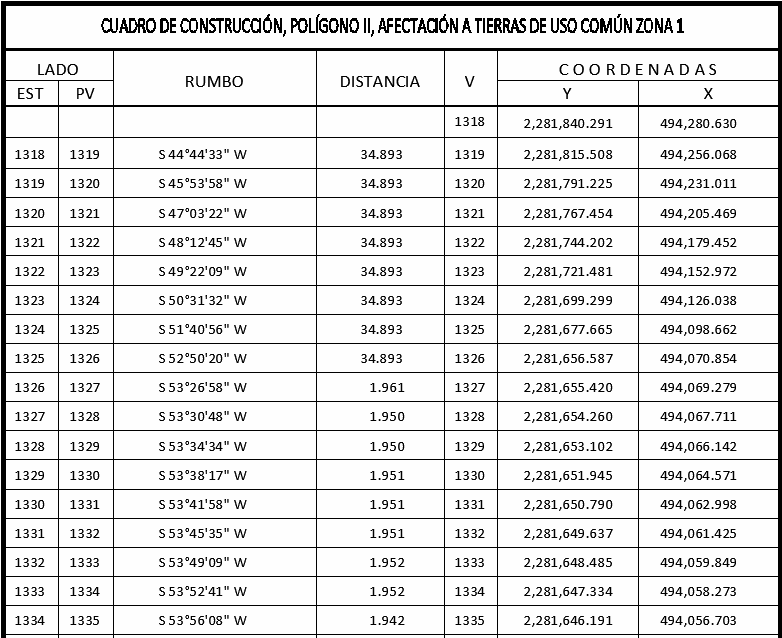 CUADRO DE CONSTRUCCIÓN, POLÍGONO II, AFECTACIÓN A TIERRAS DE USO COMÚN ZONA 1
LADO RUMBO DISTANCIA V COORDENADAS
EST PV Y X
1318 2,281,840.291 494,280.630
1318 1319 S 44°44'33" W 34.893 1319 2,281,815.508 494,256.068
1319 1320 S 45°53'58" W 34.893 1320 2,281,791.225 494,231.011
1320 1321 S 47°03'22" W 34.893 1321 2,281,767.454 494,205.469
1321 1322 S 48°12'45" W 34.893 1322 2,281,744.202 494,179.452
1322 1323 S 49°22'09" W 34.893 1323 2,281,721.481 494,152.972
1323 1324 S 50°31'32" W 34.893 1324 2,281,699.299 494,126.038
1324 1325 S 51°40'56" W 34.893 1325 2,281,677.665 494,098.662
1325 1326 S 52°50'20" W 34.893 1326 2,281,656.587 494,070.854
1326 1327 S 53°26'58" W 1.961 1327 2,281,655.420 494,069.279
1327 1328 S 53°30'48" W 1.950 1328 2,281,654.260 494,067.711
1328 1329 S 53°34'34" W 1.950 1329 2,281,653.102 494,066.142
1329 1330 S 53°38'17" W 1.951 1330 2,281,651.945 494,064.571
1330 1331 S 53°41'58" W 1.951 1331 2,281,650.790 494,062.998
1331 1332 S 53°45'35" W 1.951 1332 2,281,649.637 494,061.425
1332 1333 S 53°49'09" W 1.952 1333 2,281,648.485 494,059.849
1333 1334 S 53°52'41" W 1.952 1334 2,281,647.334 494,058.273
1334 1335 S 53°56'08" W 1.942 1335 2,281,646.191 494,056.703